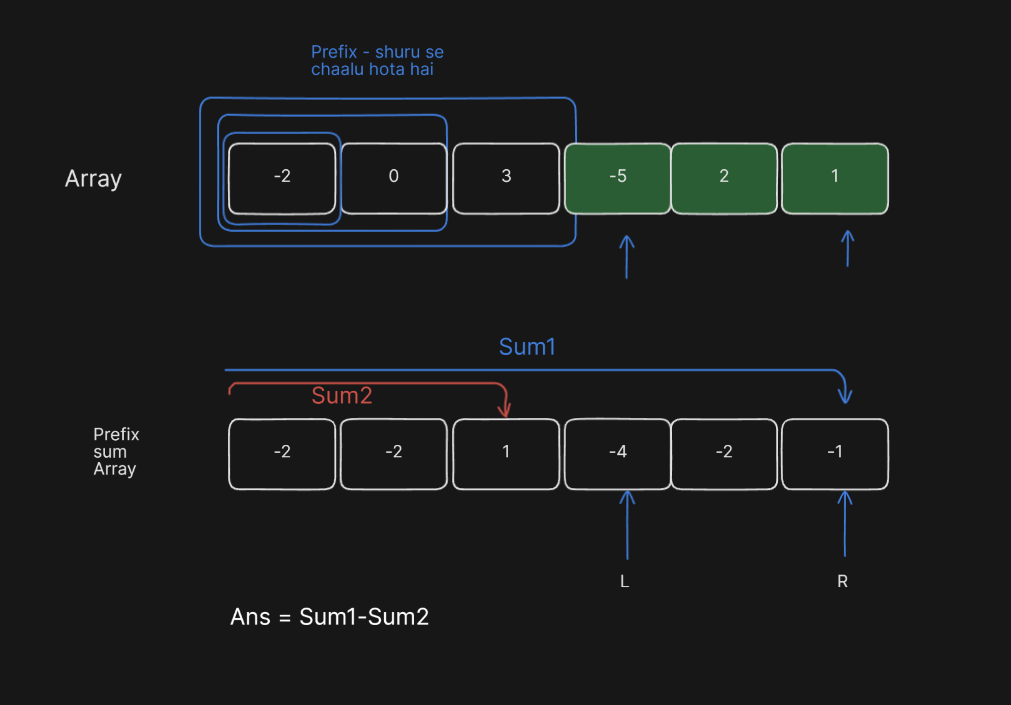 Prefix - shuru se
chaalu hota hai
Array
-2 0 3 -5 2 1
Sum1
Sum2
Prefix
sum
Array
-2 -2 1 -4 -2 -1
L R
Ans = Sum1-Sum2